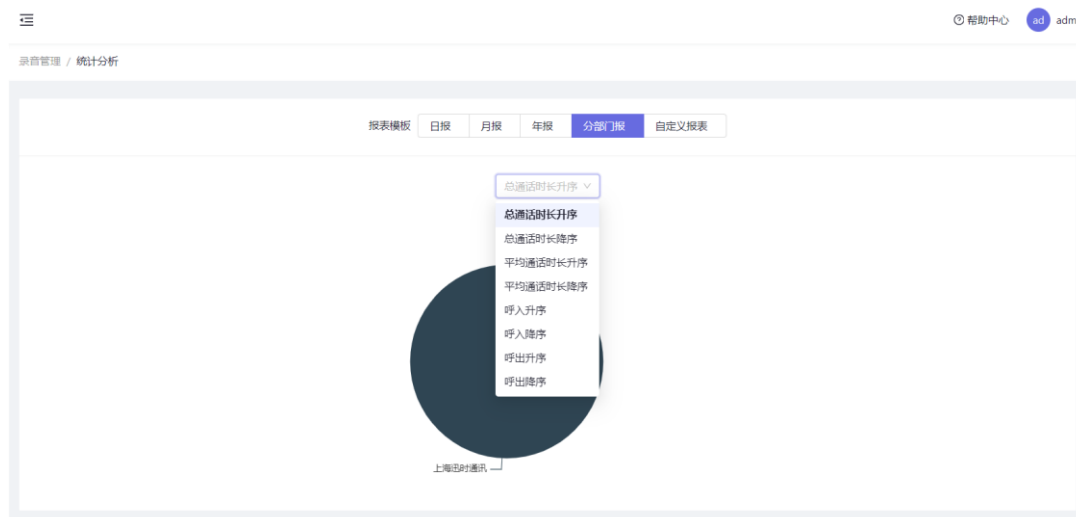 帮助中心 ad adm
录音管理 / 统计分析
报表模板 日报 月报 年报 分部门报 自定义报表
总通话时长升序
总通话时长升序
总通话时长降序
平均通话时长升序
平均通话时长降序
呼入升序
呼入降序
呼出升序
呼出降序
上海迅时通讯